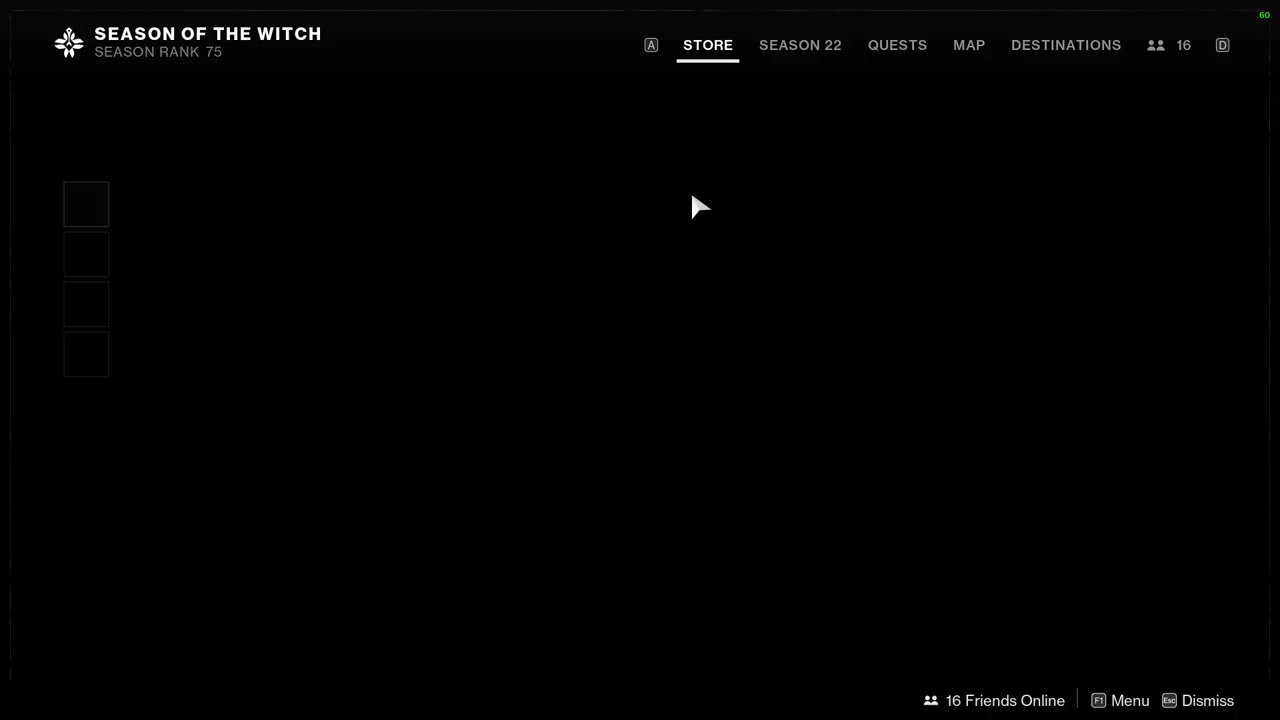 60
SEASON OF THE WITCH
SEASON RANK 75
A STORE SEASON 22 QUESTS MAP DESTINATIONS 16 D
16 Friends Online F1 Menu Esc Dismiss